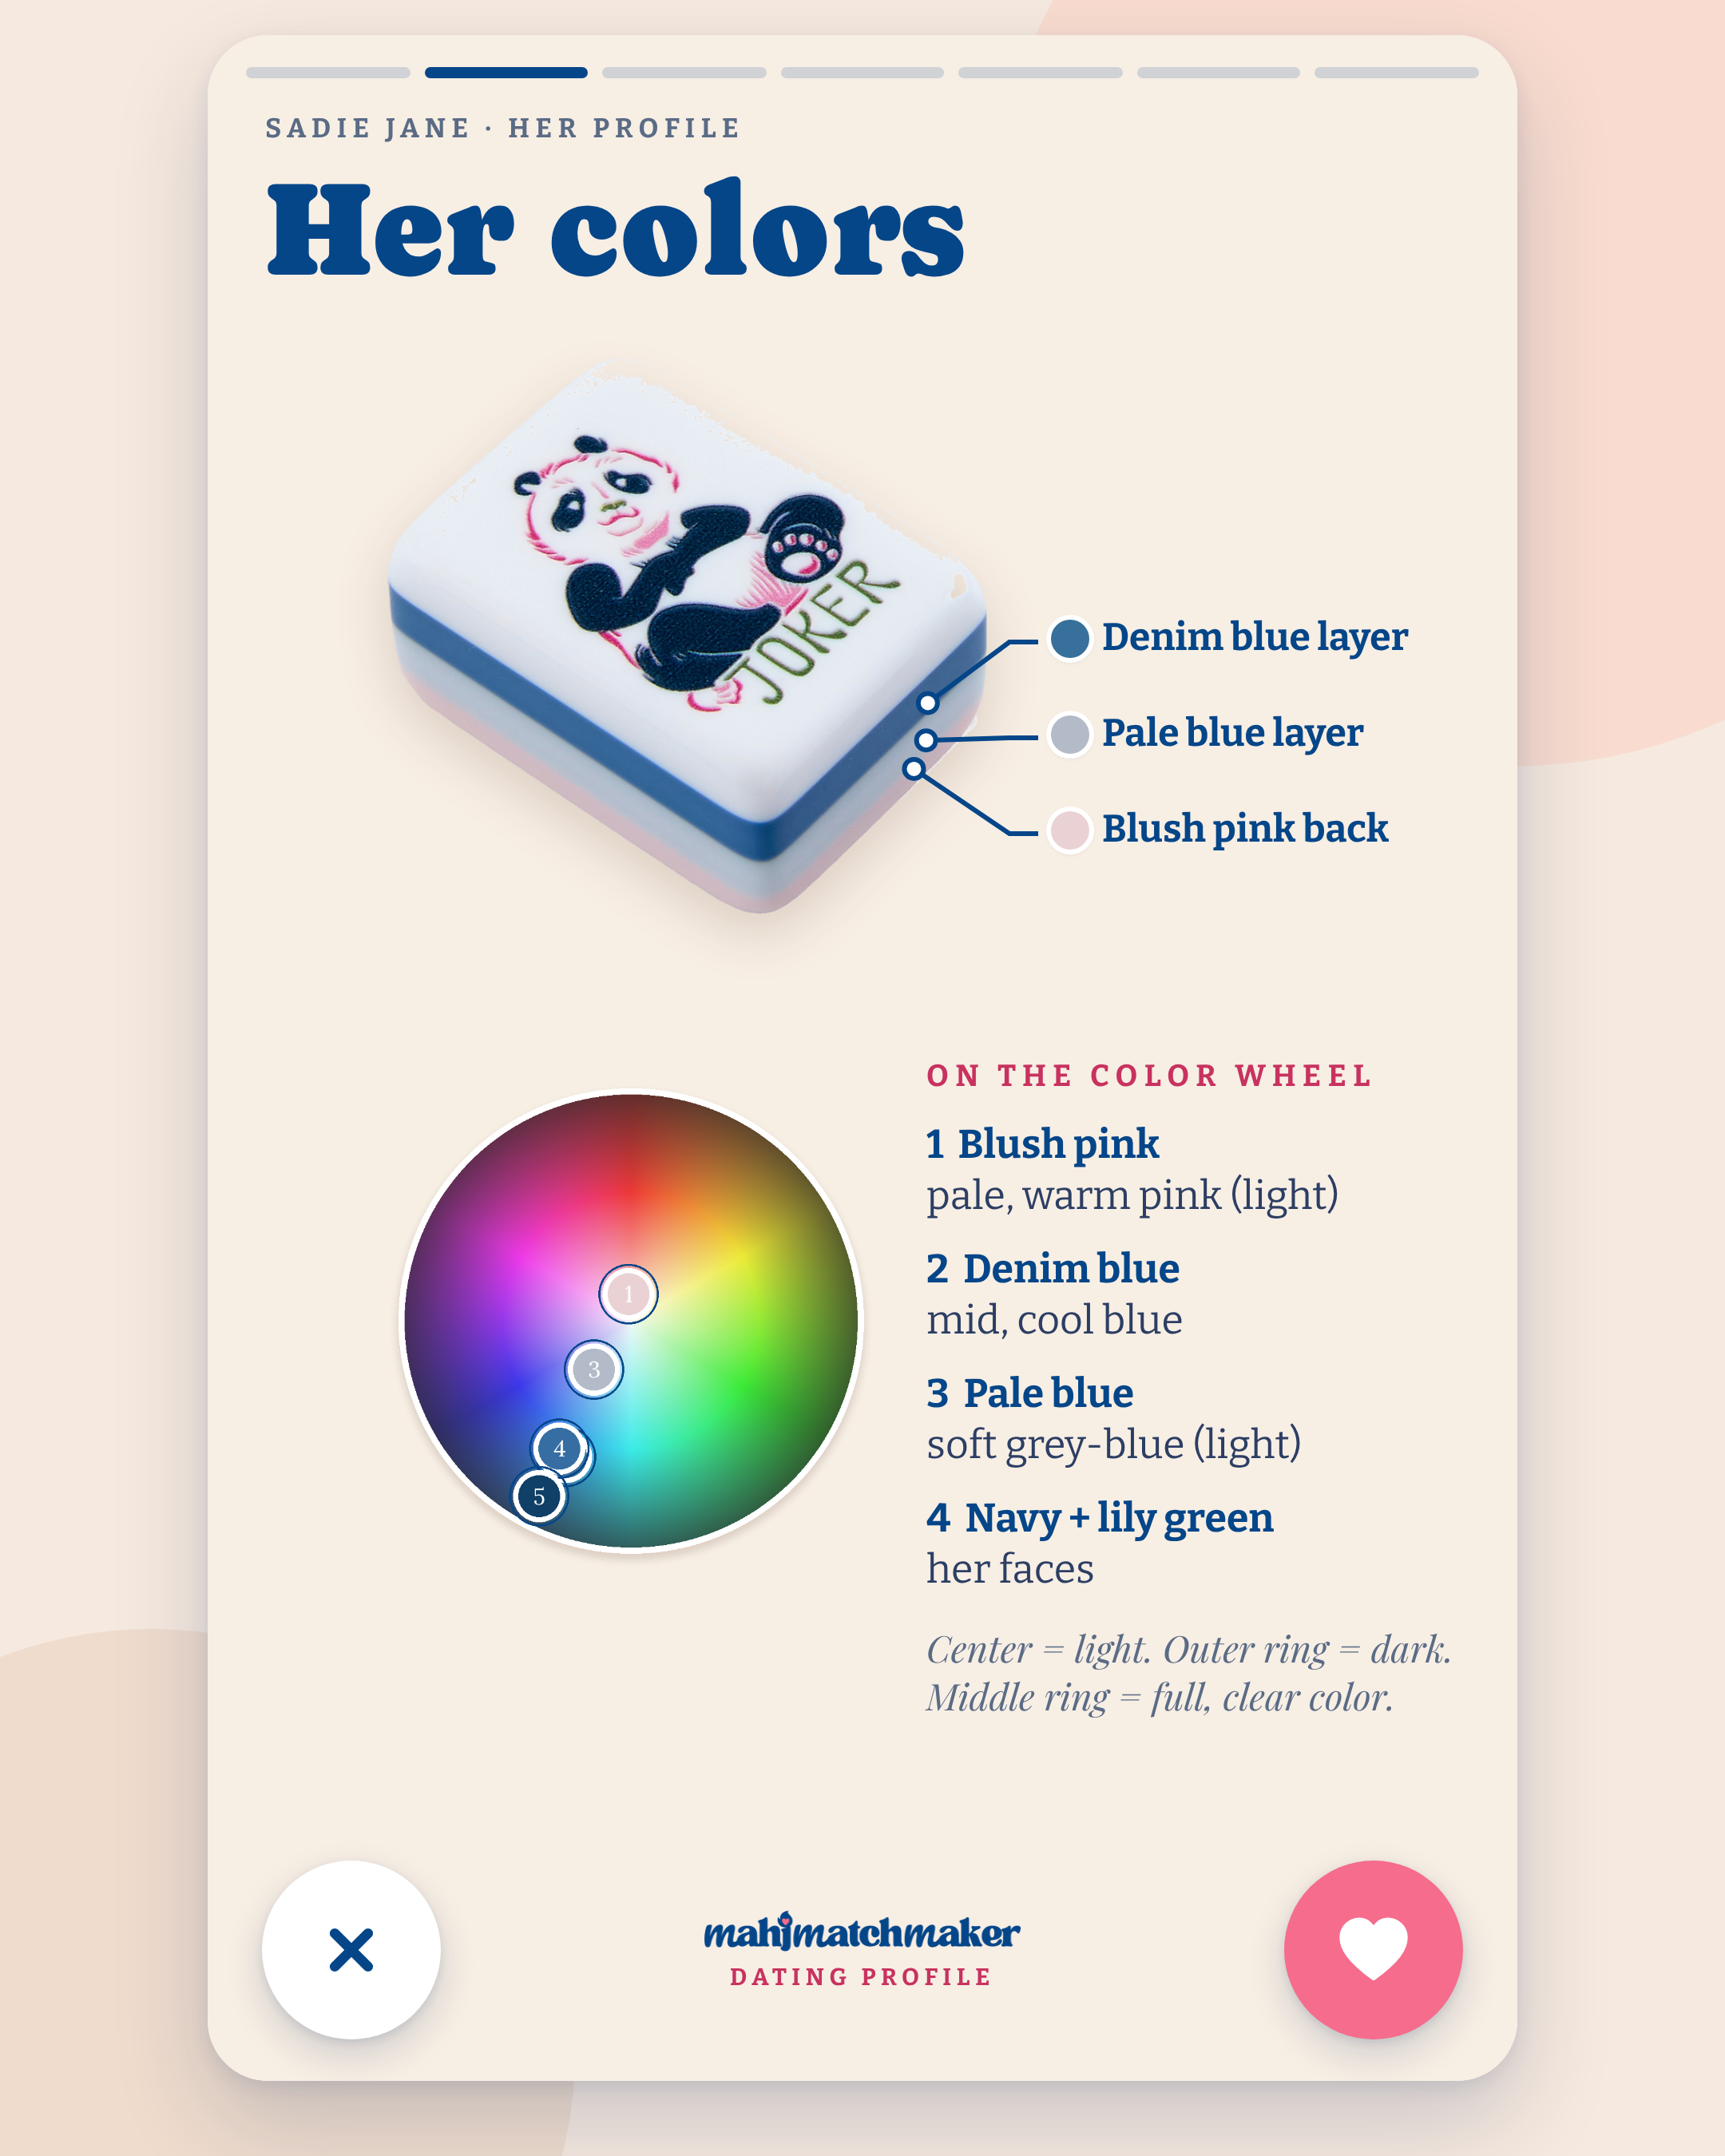 SADIE JANE · HER PROFILE
Her colors
JOKER
Denim blue layer
Pale blue layer
Blush pink back
ON THE COLOR WHEEL
1 Blush pink
pale, warm pink (light)
2 Denim blue
mid, cool blue
3 Pale blue
soft grey-blue (light)
4 Navy + lily green
her faces
Center = light. Outer ring = dark.
Middle ring = full, clear color.
1
3
4
5
mahjmatchmaker
DATING PROFILE